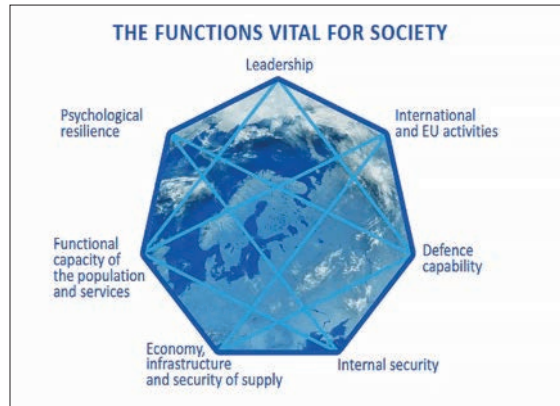 THE FUNCTIONS VITAL FOR SOCIETY
Leadership
Psychological
resilience
International
and EU activities
Functional
capacity of
the population
and services
Defence
capability
Economy,
infrastructure
and security of supply
Internal security